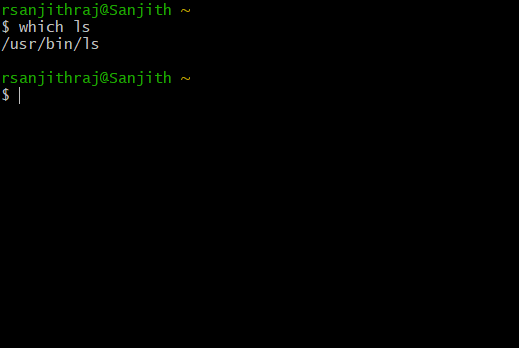 rsanjithraj@Sanjith ~
$ which ls
/usr/bin/ls
rsanjithraj@Sanjith ~
$